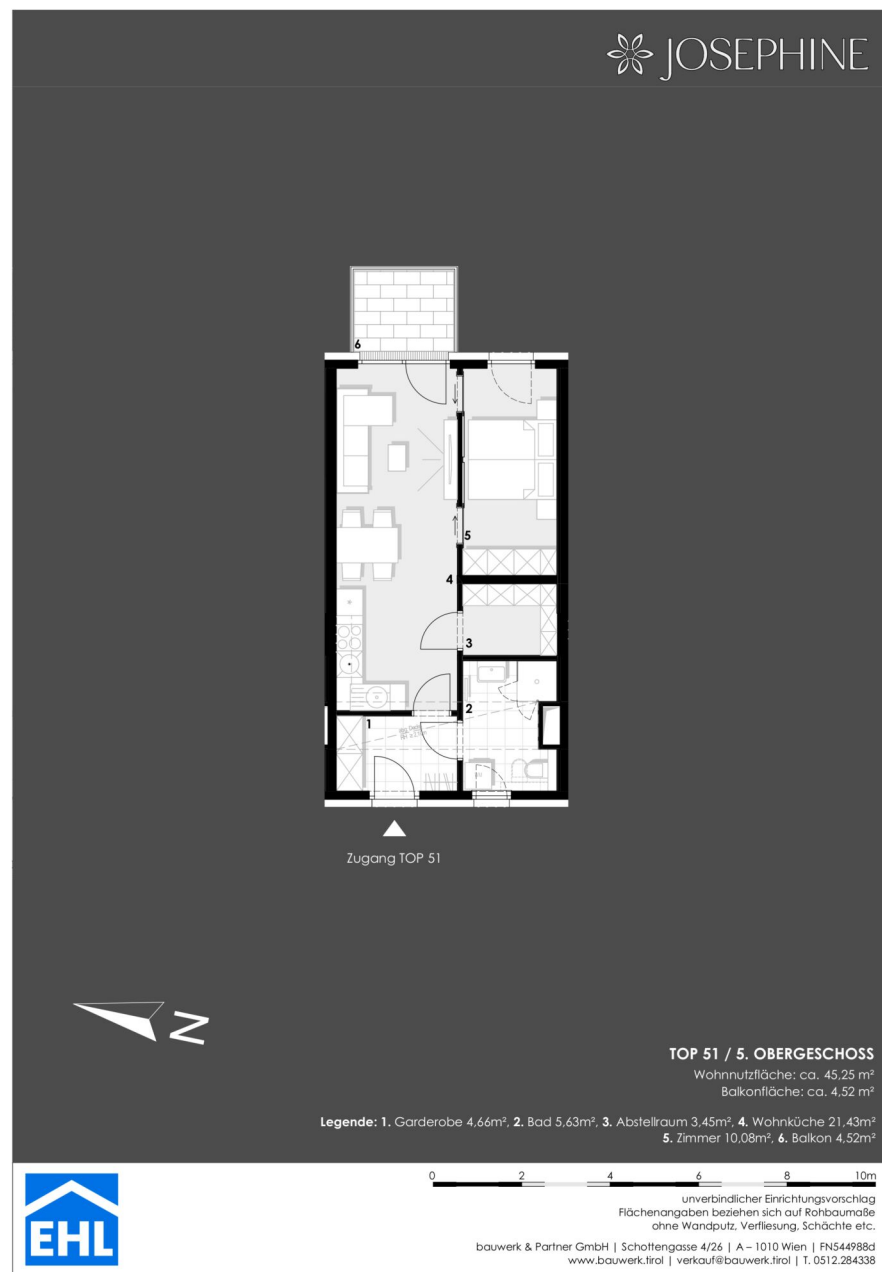 JOSEPHINE
6
5
4
3
2
1
Zugang TOP 51
N
TOP 51 / 5. OBERGESCHOSS
Wohnnutzfläche: ca. 45,25 m²
Balkonfläche: ca. 4,52 m²
Legende: 1. Garderobe 4,66m², 2. Bad 5,63m², 3. Abstellraum 3,45m², 4. Wohnküche 21,43m²
5. Zimmer 10,08m², 6. Balkon 4,52m²
0 2 4 6 8 10m
unverbindlicher Einrichtungsvorschlag
Flächenangaben beziehen sich auf Rohbaumaße
ohne Wandputz, Verfliesung, Schächte etc.
EHL
bauwerk & Partner GmbH | Schottengasse 4/26 | A – 1010 Wien | FN544988d
www.bauwerk.tirol | verkauf@bauwerk.tirol | T. 0512.284338